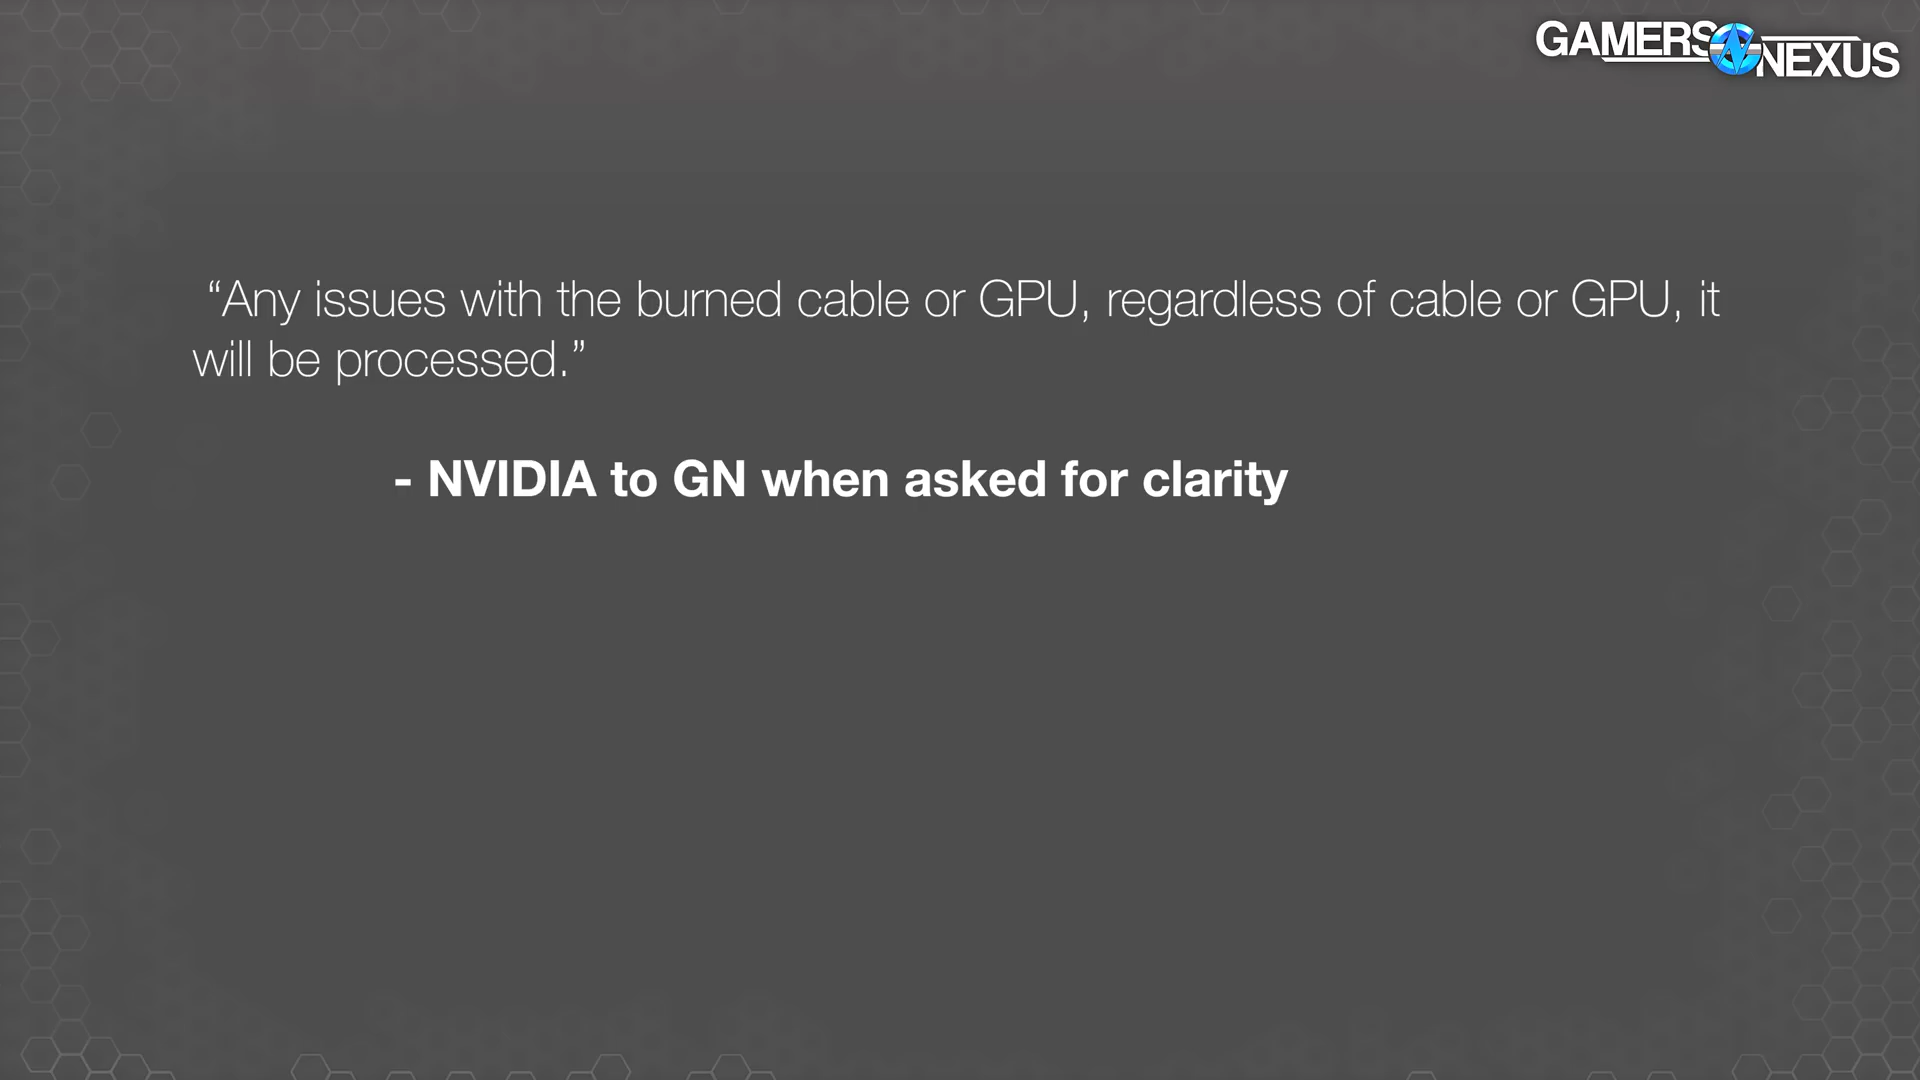 GAMERS NEXUS
“Any issues with the burned cable or GPU, regardless of cable or GPU, it
will be processed.”
- NVIDIA to GN when asked for clarity